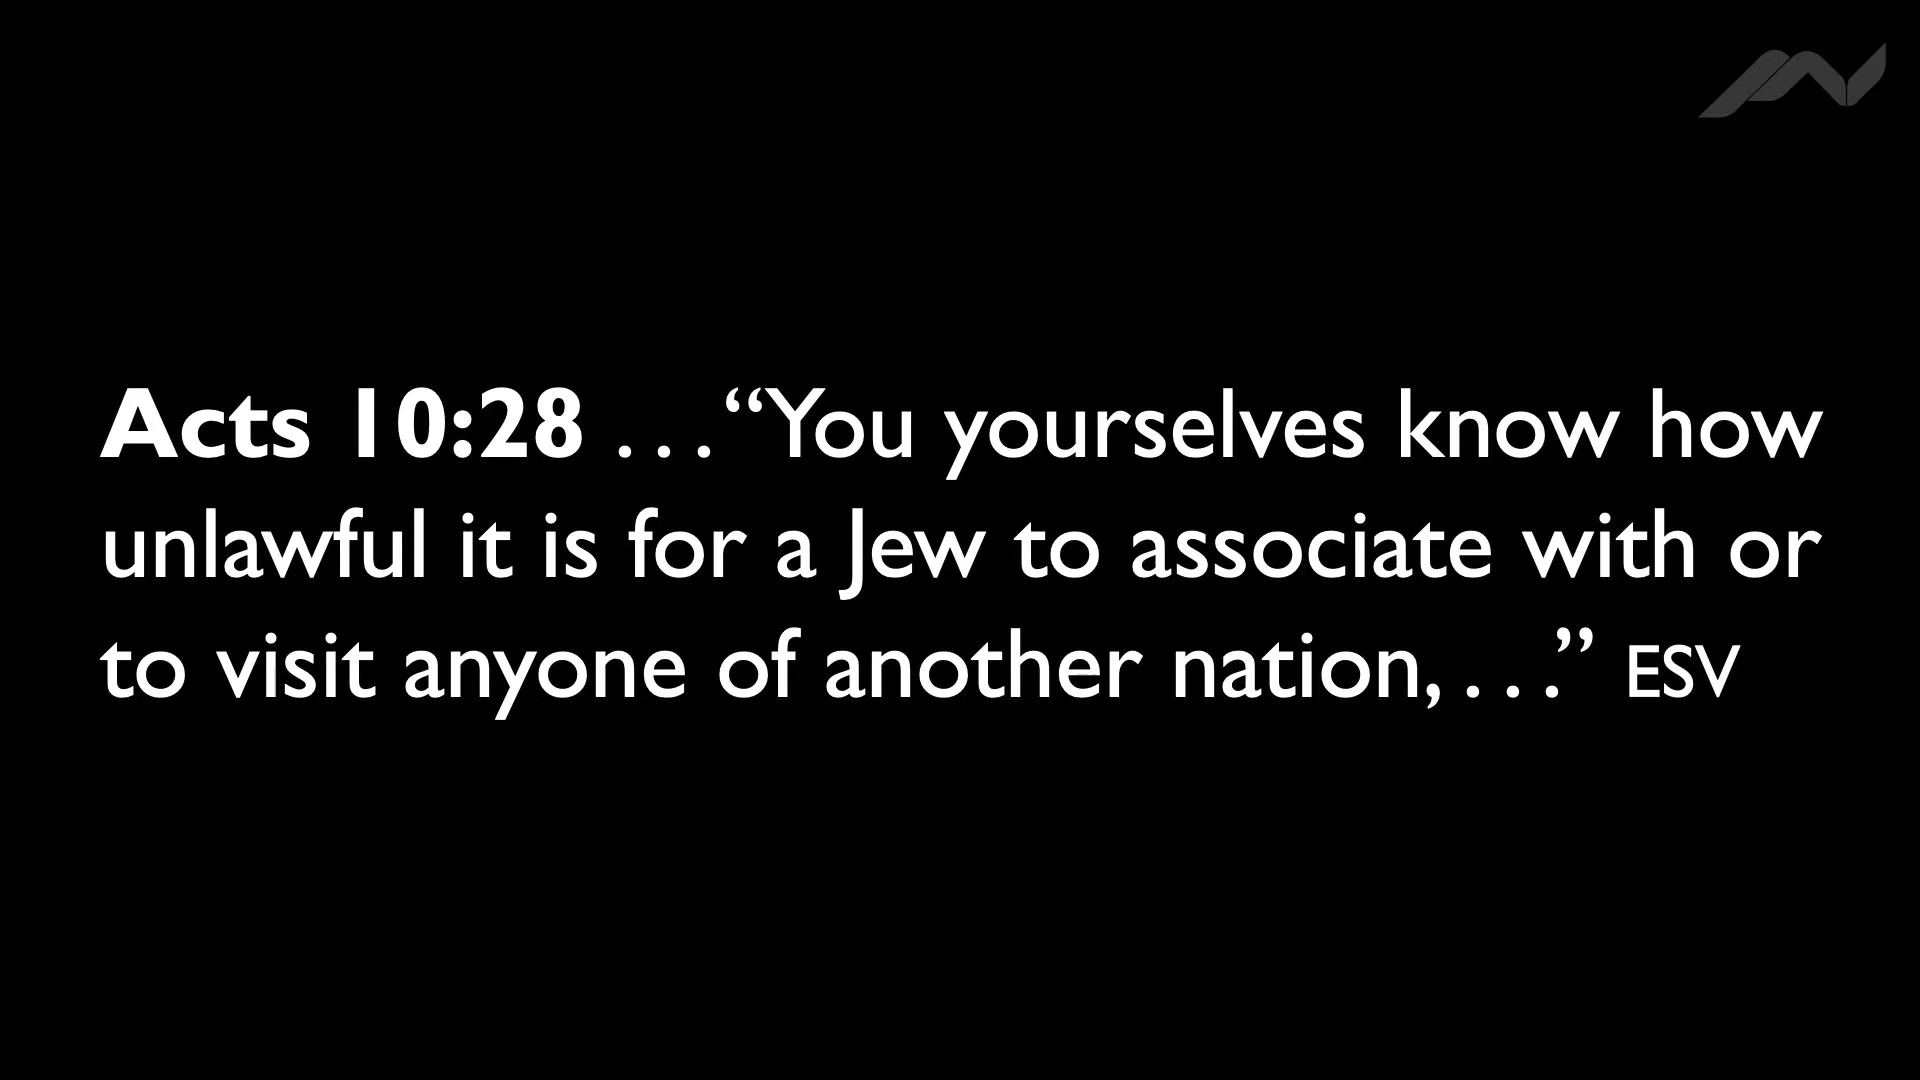 Acts 10:28 . . . “You yourselves know how
unlawful it is for a Jew to associate with or
to visit anyone of another nation, . . .” ESV